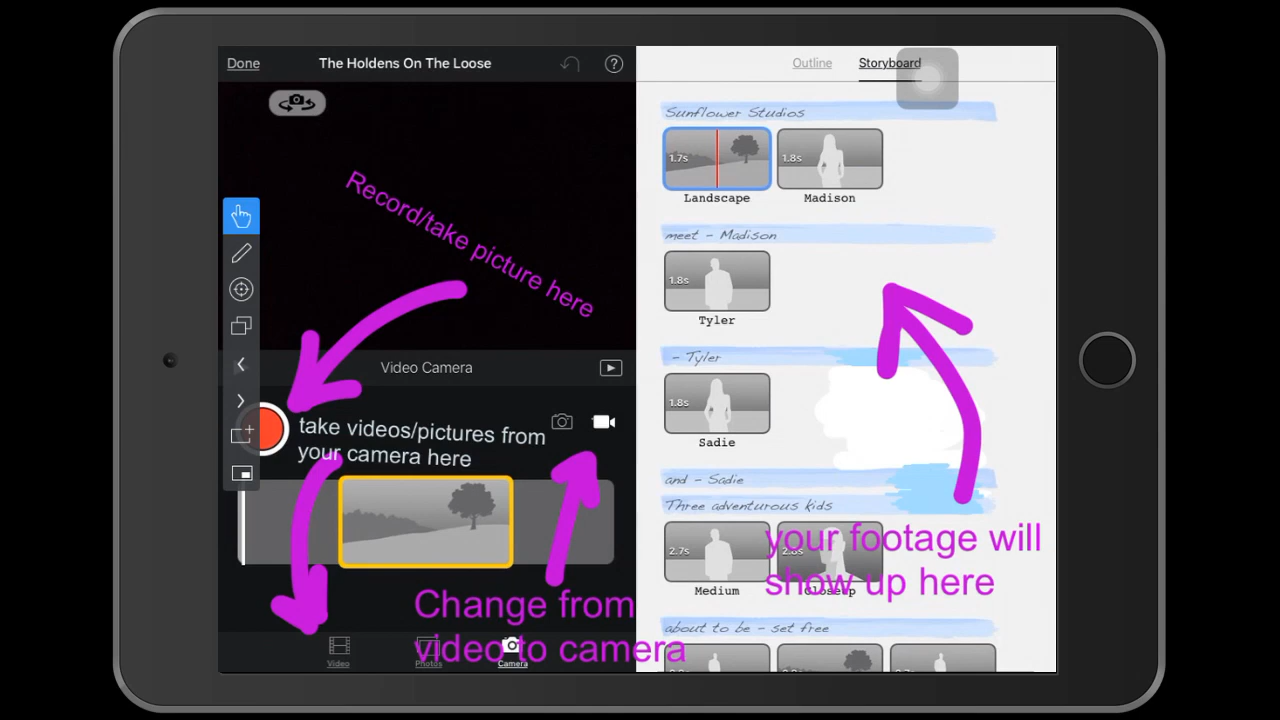 Done
The Holdens On The Loose
?
Outline
Storyboard
Record/take picture here
Video Camera
take videos/pictures from
your camera here
Change from
video to camera
Video
Photos
Camera
Sunflower Studios
1.7s
1.8s
Landscape
Madison
meet - Madison
1.8s
Tyler
- Tyler
1.8s
Sadie
and - Sadie
Three adventurous kids
2.7s
Medium
Closeup
your footage will
show up here
about to be - set free